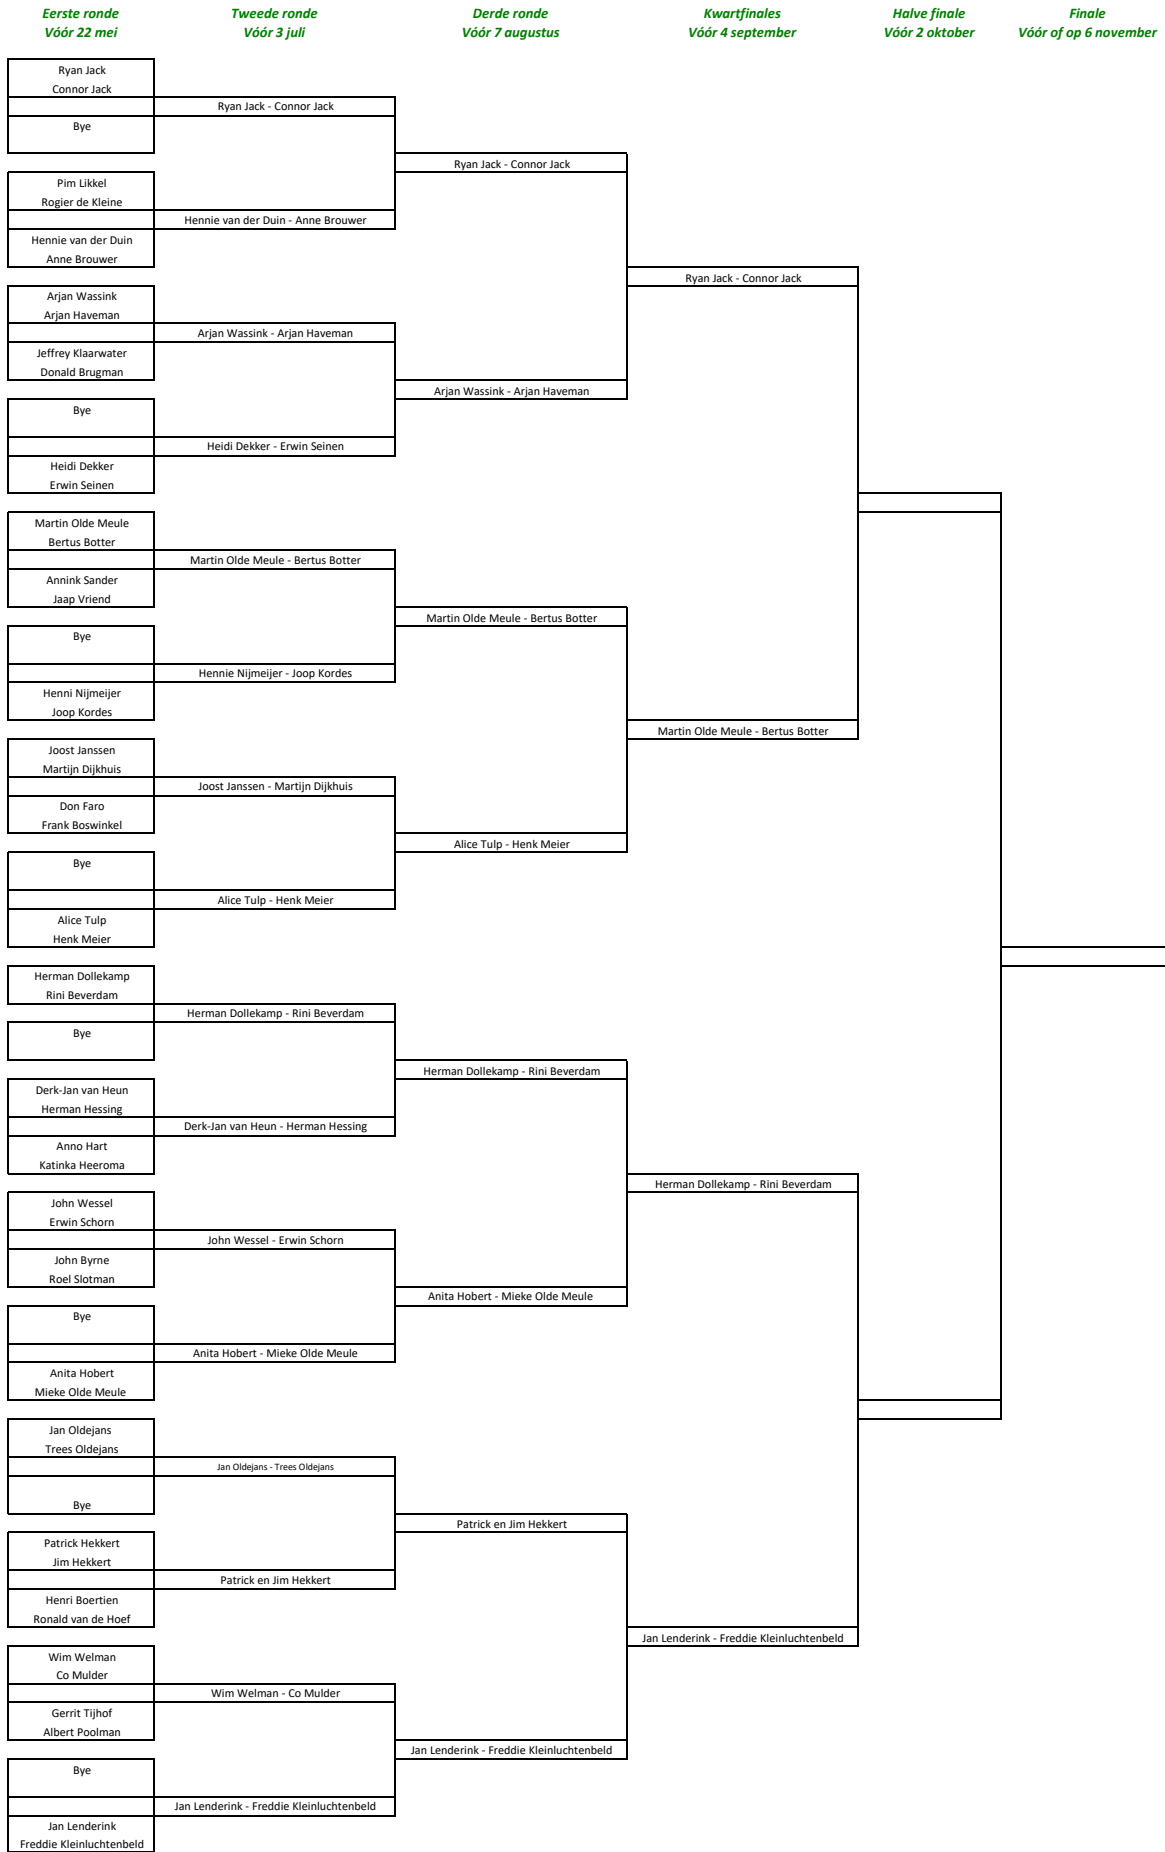 Eerste ronde Tweede ronde Derde ronde Kwartfinales Halve finale Finale
Vóór 22 mei Vóór 3 juli Vóór 7 augustus Vóór 4 september Vóór 2 oktober Vóór of op 6 november
Ryan Jack
Connor Jack
Ryan Jack - Connor Jack
Bye
Ryan Jack - Connor Jack
Pim Likkel
Rogier de Kleine
Hennie van der Duin - Anne Brouwer
Hennie van der Duin
Anne Brouwer
Ryan Jack - Connor Jack
Arjan Wassink
Arjan Haveman
Arjan Wassink - Arjan Haveman
Jeffrey Klaarwater
Donald Brugman
Arjan Wassink - Arjan Haveman
Bye
Heidi Dekker - Erwin Seinen
Heidi Dekker
Erwin Seinen
Martin Olde Meule
Bertus Botter
Martin Olde Meule - Bertus Botter
Annink Sander
Jaap Vriend
Martin Olde Meule - Bertus Botter
Bye
Hennie Nijmeijer - Joop Kordes
Henni Nijmeijer
Joop Kordes
Martin Olde Meule - Bertus Botter
Joost Janssen
Martijn Dijkhuis
Joost Janssen - Martijn Dijkhuis
Don Faro
Frank Boswinkel
Alice Tulp - Henk Meier
Bye
Alice Tulp - Henk Meier
Alice Tulp
Henk Meier
Herman Dollekamp
Rini Beverdam
Herman Dollekamp - Rini Beverdam
Bye
Herman Dollekamp - Rini Beverdam
Derk-Jan van Heun
Herman Hessing
Derk-Jan van Heun - Herman Hessing
Anno Hart
Katinka Heeroma
Herman Dollekamp - Rini Beverdam
John Wessel
Erwin Schorn
John Wessel - Erwin Schorn
John Byrne
Roel Slotman
Anita Hobert - Mieke Olde Meule
Bye
Anita Hobert - Mieke Olde Meule
Anita Hobert
Mieke Olde Meule
Jan Oldejans
Trees Oldejans
Jan Oldejans - Trees Oldejans
Bye
Patrick en Jim Hekkert
Patrick Hekkert
Jim Hekkert
Patrick en Jim Hekkert
Henri Boertien
Ronald van de Hoef
Jan Lenderink - Freddie Kleinluchtenbeld
Wim Welman
Co Mulder
Wim Welman - Co Mulder
Gerrit Tijhof
Albert Poolman
Jan Lenderink - Freddie Kleinluchtenbeld
Bye
Jan Lenderink - Freddie Kleinluchtenbeld
Jan Lenderink
Freddie Kleinluchtenbeld